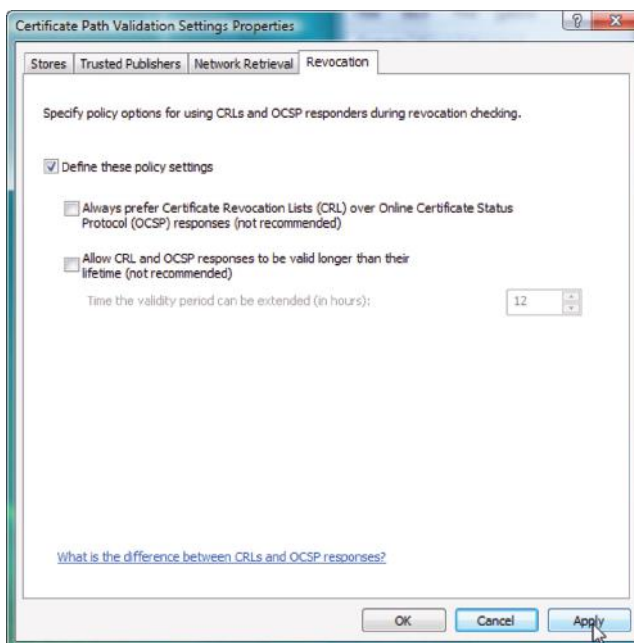 Certificate Path Validation Settings Properties
Stores Trusted Publishers Network Retrieval Revocation
Specify policy options for using CRLs and OCSP responders during revocation checking.
Define these policy settings
Always prefer Certificate Revocation Lists (CRL) over Online Certificate Status
Protocol (OCSP) responses (not recommended)
Allow CRL and OCSP responses to be valid longer than their
lifetime (not recommended)
Time the validity period can be extended (in hours): 12
What is the difference between CRLs and OCSP responses?
OK Cancel Apply